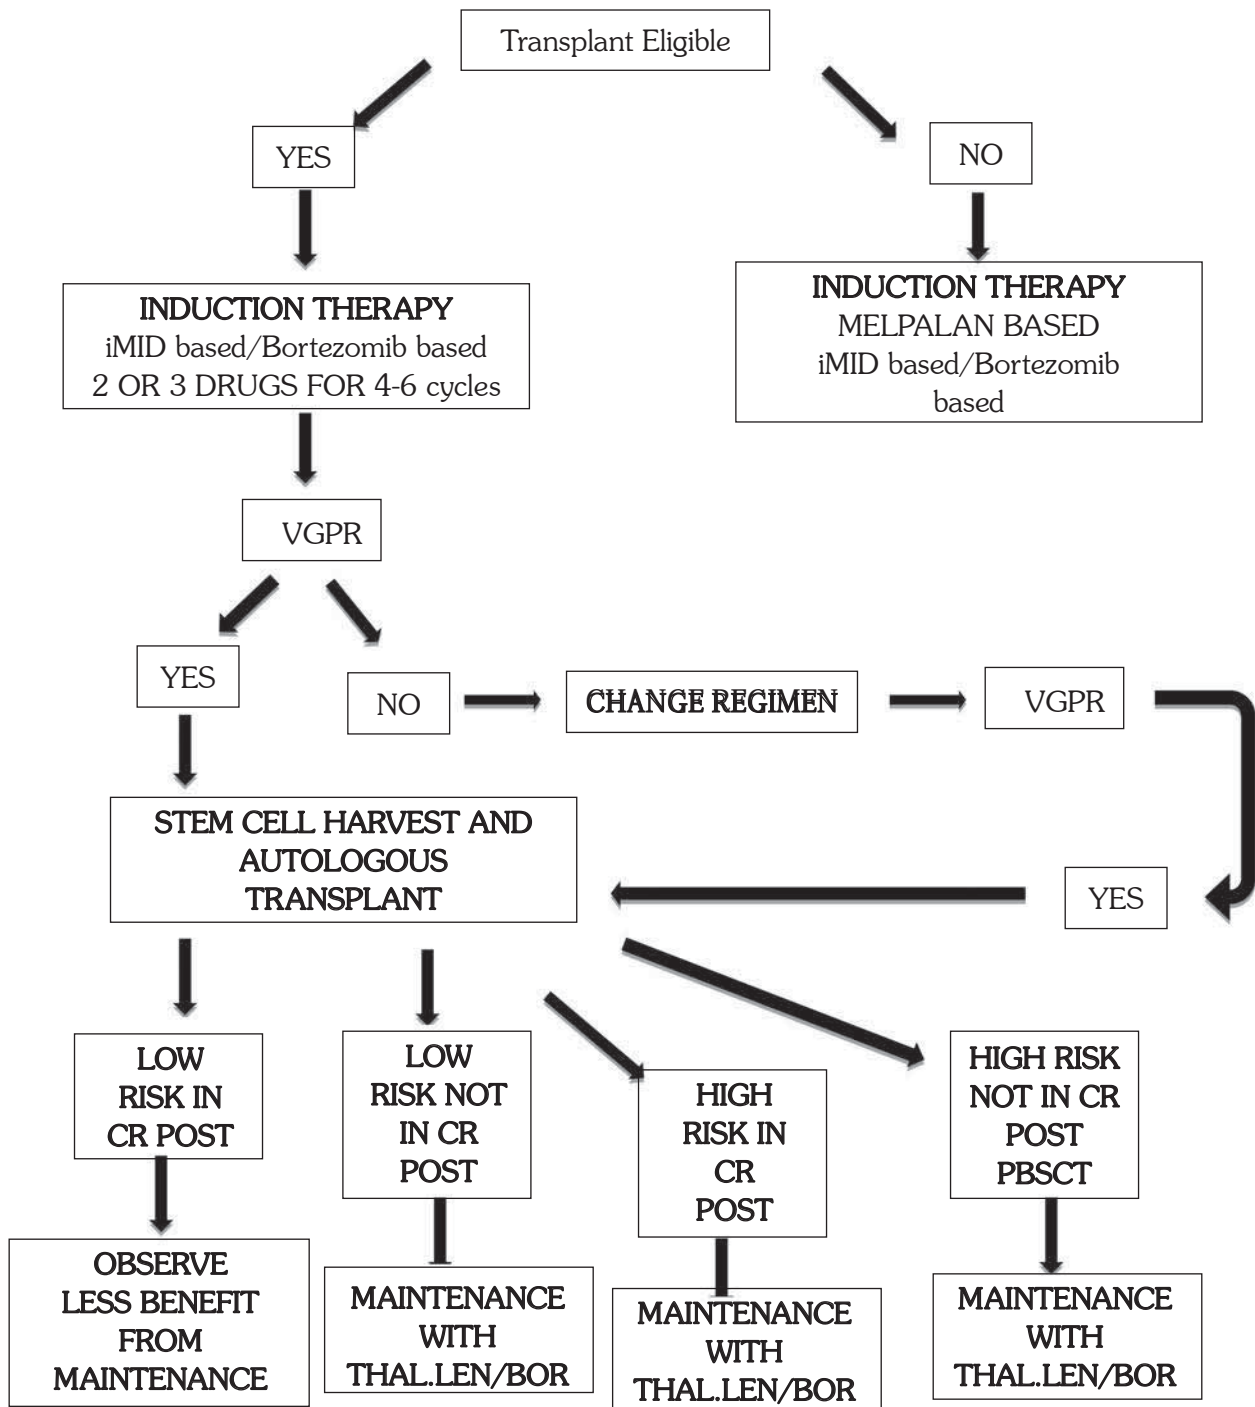 Transplant Eligible
YES
NO
INDUCTION THERAPY
iMID based/Bortezomib based
2 OR 3 DRUGS FOR 4-6 cycles
INDUCTION THERAPY
MELPALAN BASED
iMID based/Bortezomib
based
VGPR
YES
NO
CHANGE REGIMEN
VGPR
STEM CELL HARVEST AND
AUTOLOGOUS
TRANSPLANT
YES
LOW
RISK IN
CR POST
LOW
RISK NOT
IN CR
POST
HIGH
RISK IN
CR
POST
HIGH RISK
NOT IN CR
POST
PBSCT
OBSERVE
LESS BENEFIT
FROM
MAINTENANCE
MAINTENANCE
WITH
THAL.LEN/BOR
MAINTENANCE
WITH
THAL.LEN/BOR
MAINTENANCE
WITH
THAL.LEN/BOR